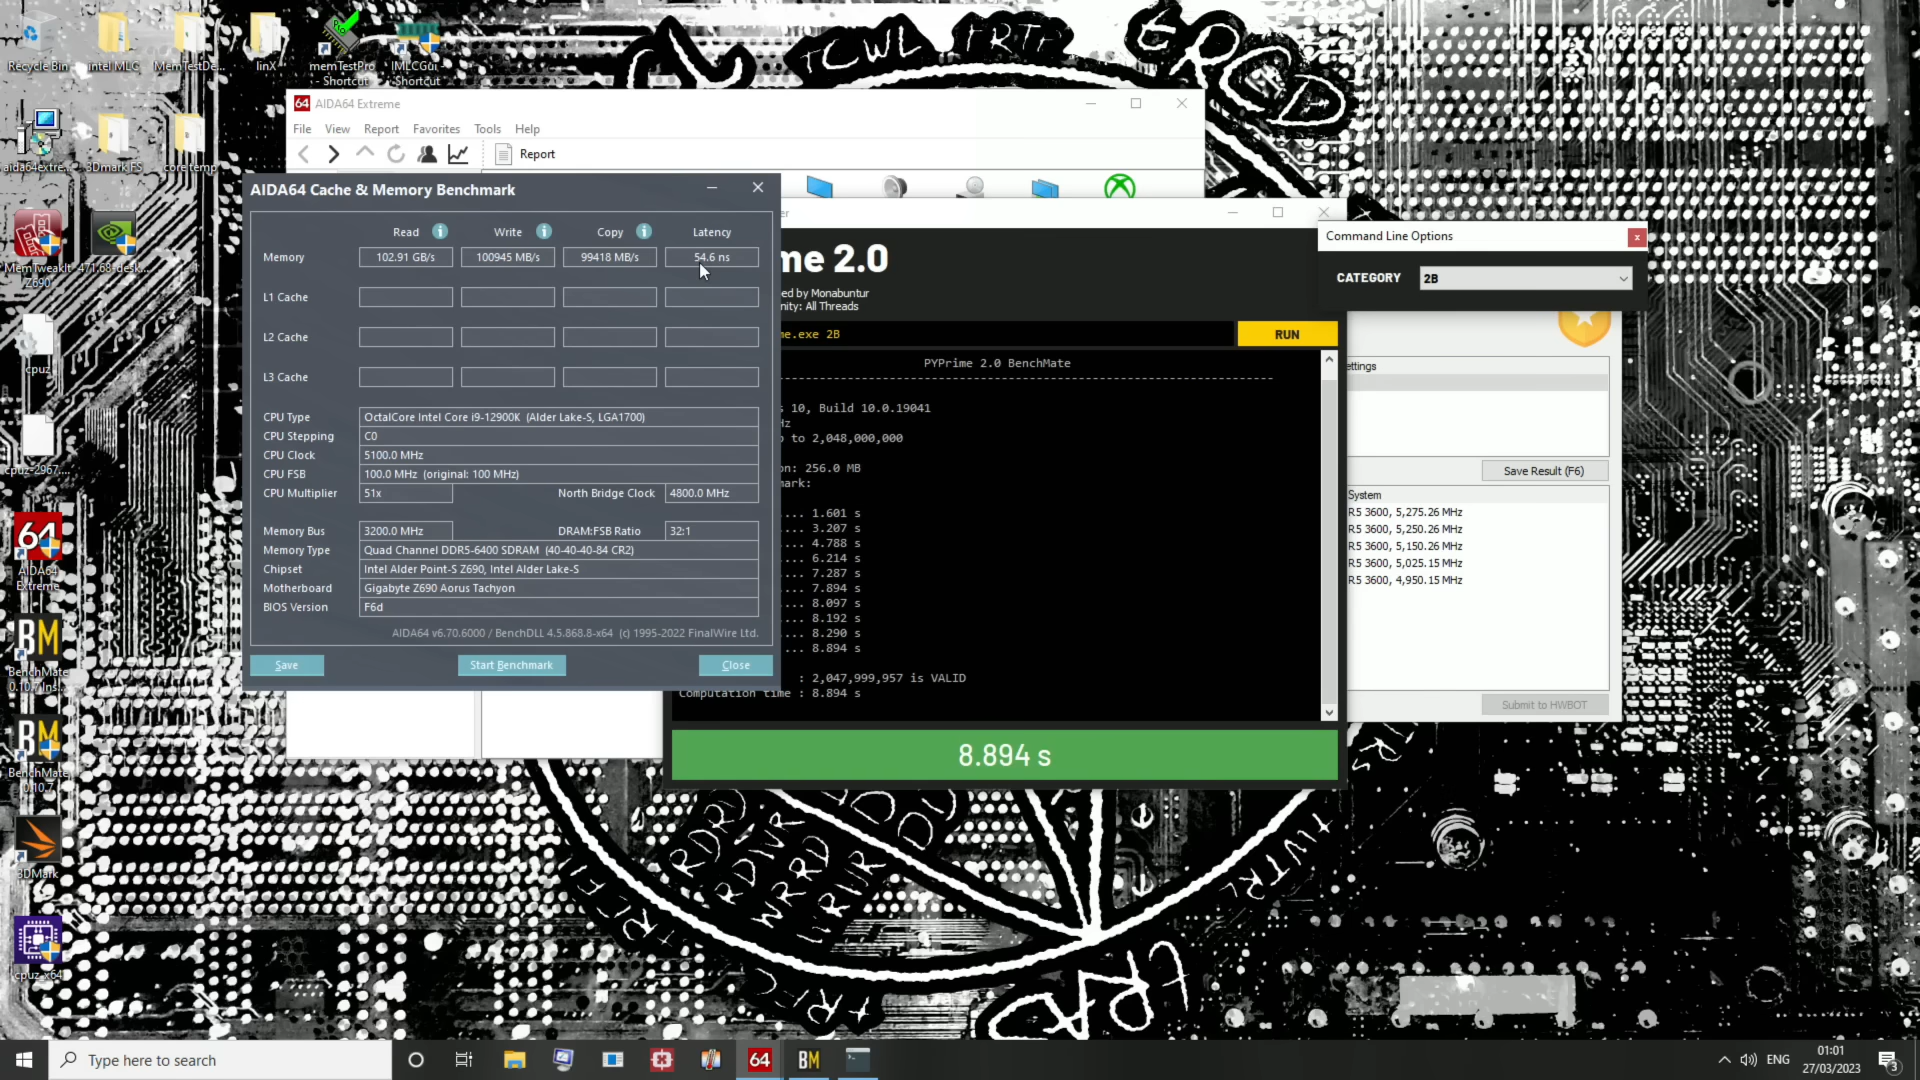 Recycle Bin
intel MLC
MemTestDe...
linX
memTestPro - Shortcut
IMLCGui - Shortcut
aida64extre...
3Dmark FS
core temp
MemTweakIt Z690
471.68-desk...
cpuz
cpuz-2967....
AIDA64 Extreme
BenchMate 0.10.7 Ins...
BenchMate 0.10.7
3DMark
cpuz_x64
TCWL
tRTP
AIDA64 Extreme
File View Report Favorites Tools Help
Report
AIDA64 Cache & Memory Benchmark
Read Write Copy Latency
Memory 102.91 GB/s 100945 MB/s 99418 MB/s 54.6 ns
L1 Cache
L2 Cache
L3 Cache
CPU Type OctalCore Intel Core i9-12900K (Alder Lake-S, LGA1700)
CPU Stepping C0
CPU Clock 5100.0 MHz
CPU FSB 100.0 MHz (original: 100 MHz)
CPU Multiplier 51x North Bridge Clock 4800.0 MHz
Memory Bus 3200.0 MHz DRAM:FSB Ratio 32:1
Memory Type Quad Channel DDR5-6400 SDRAM (40-40-40-84 CR2)
Chipset Intel Alder Point-S Z690, Intel Alder Lake-S
Motherboard Gigabyte Z690 Aorus Tachyon
BIOS Version F6d
AIDA64 v6.70.6000 / BenchDLL 4.5.868.8-x64 (c) 1995-2022 FinalWire Ltd.
Save Start Benchmark Close
er
me 2.0
ed by Monabuntur
nity: All Threads
me.exe 2B
RUN
PYPrime 2.0 BenchMate
s 10, Build 10.0.19041
Hz
p to 2,048,000,000
on: 256.0 MB
mark:
... 1.601 s
... 3.207 s
... 4.788 s
... 6.214 s
... 7.287 s
... 7.894 s
... 8.097 s
... 8.192 s
... 8.290 s
... 8.894 s
: 2,047,999,957 is VALID
Computation time : 8.894 s
8.894 s
Command Line Options
CATEGORY 2B
ettings
Save Result (F6)
System
R5 3600, 5,275.26 MHz
R5 3600, 5,250.26 MHz
R5 3600, 5,150.26 MHz
R5 3600, 5,025.15 MHz
R5 3600, 4,950.15 MHz
Submit to HWBOT
Type here to search
ENG
01:01
27/03/2023
3